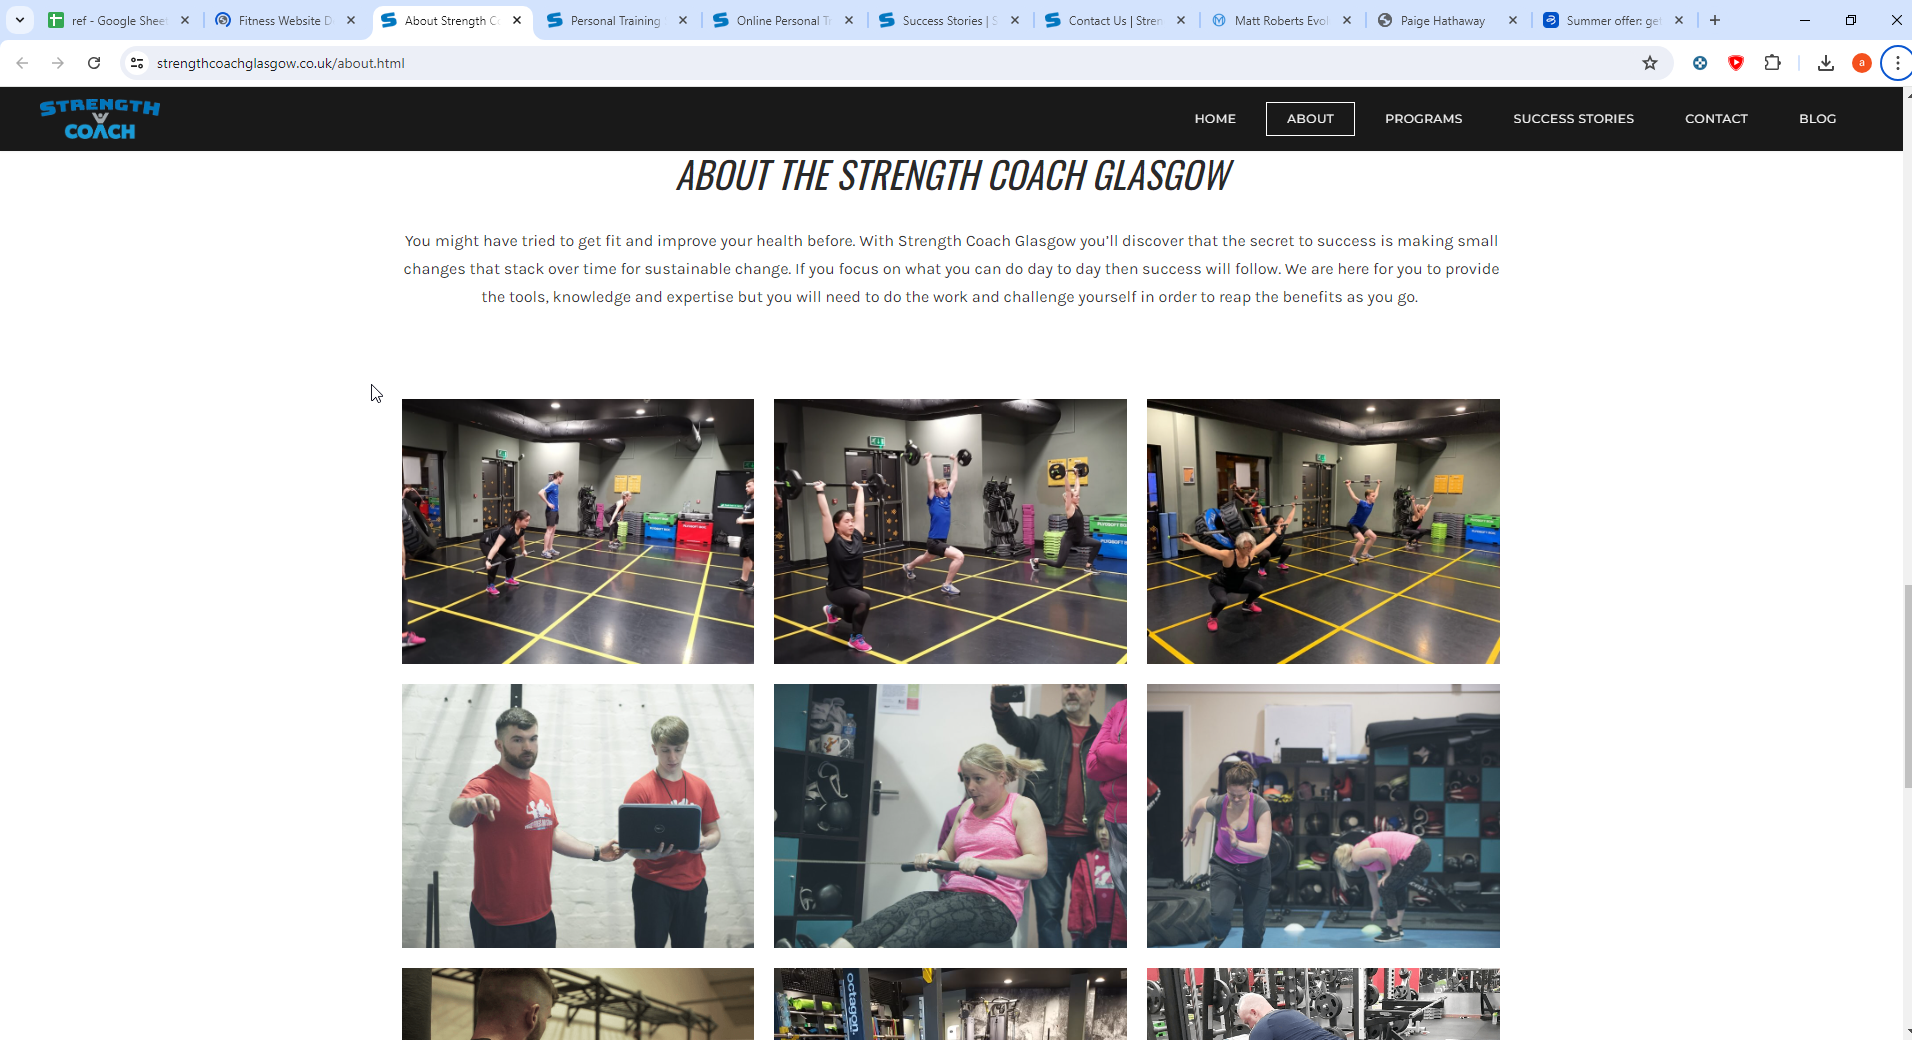 ref - Google Shee
Fitness Website D
About Strength C
Personal Training
Online Personal T
Success Stories | S
Contact Us | Stren
Matt Roberts Evo
Paige Hathaway
Summer offer: get
strengthcoachglasgow.co.uk/about.html
a
STRENGTH
COACH
HOME
ABOUT
PROGRAMS
SUCCESS STORIES
CONTACT
BLOG
ABOUT THE STRENGTH COACH GLASGOW
You might have tried to get fit and improve your health before. With Strength Coach Glasgow you'll discover that the secret to success is making small
changes that stack over time for sustainable change. If you focus on what you can do day to day then success will follow. We are here for you to provide
the tools, knowledge and expertise but you will need to do the work and challenge yourself in order to reap the benefits as you go.
octagon.